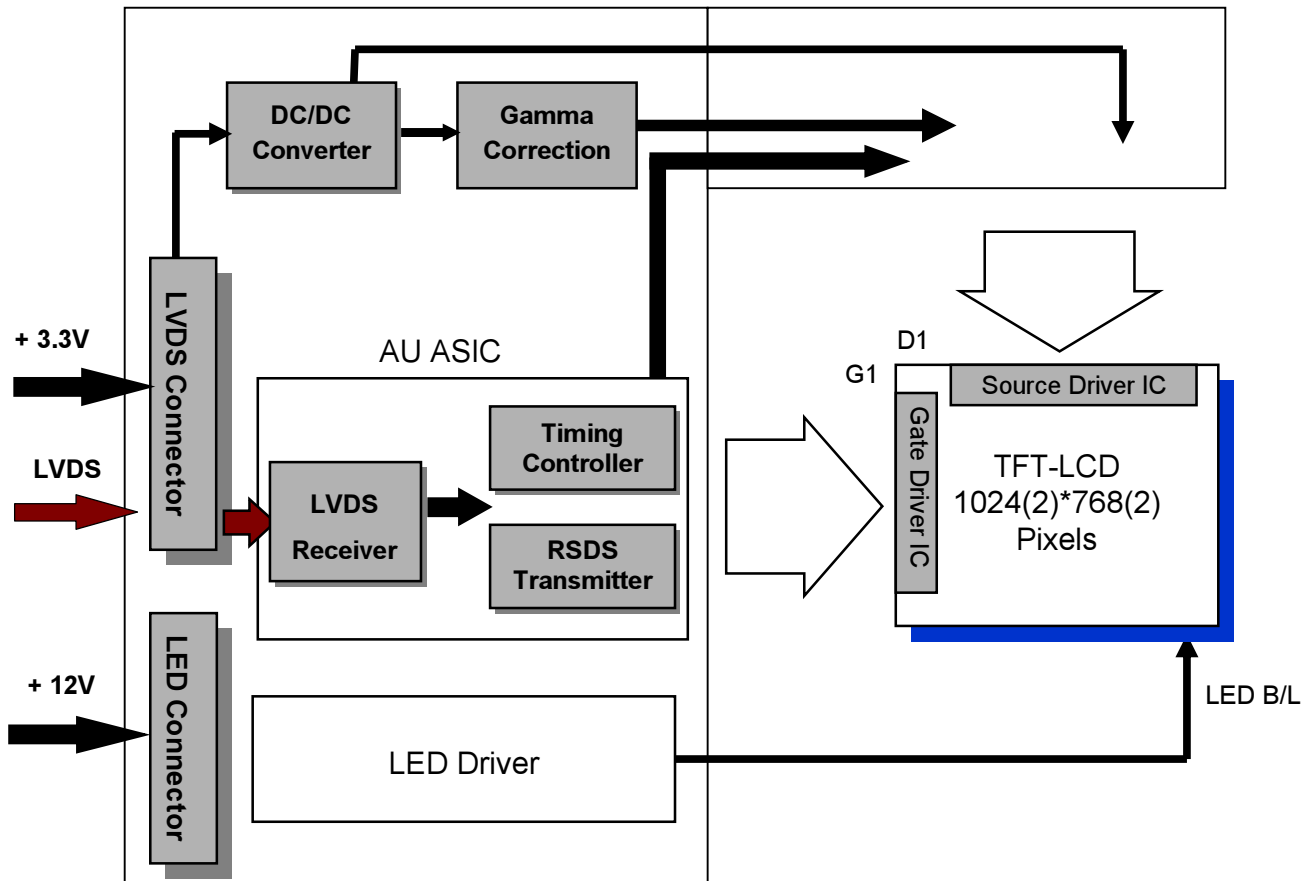 DC/DC
Converter
Gamma
Correction
LVDS Connector
+ 3.3V
LVDS
AU ASIC
Timing
Controller
LVDS
Receiver
RSDS
Transmitter
D1
G1
Source Driver IC
Gate Driver IC
TFT-LCD
1024(2)*768(2)
Pixels
LED Connector
+ 12V
LED Driver
LED B/L